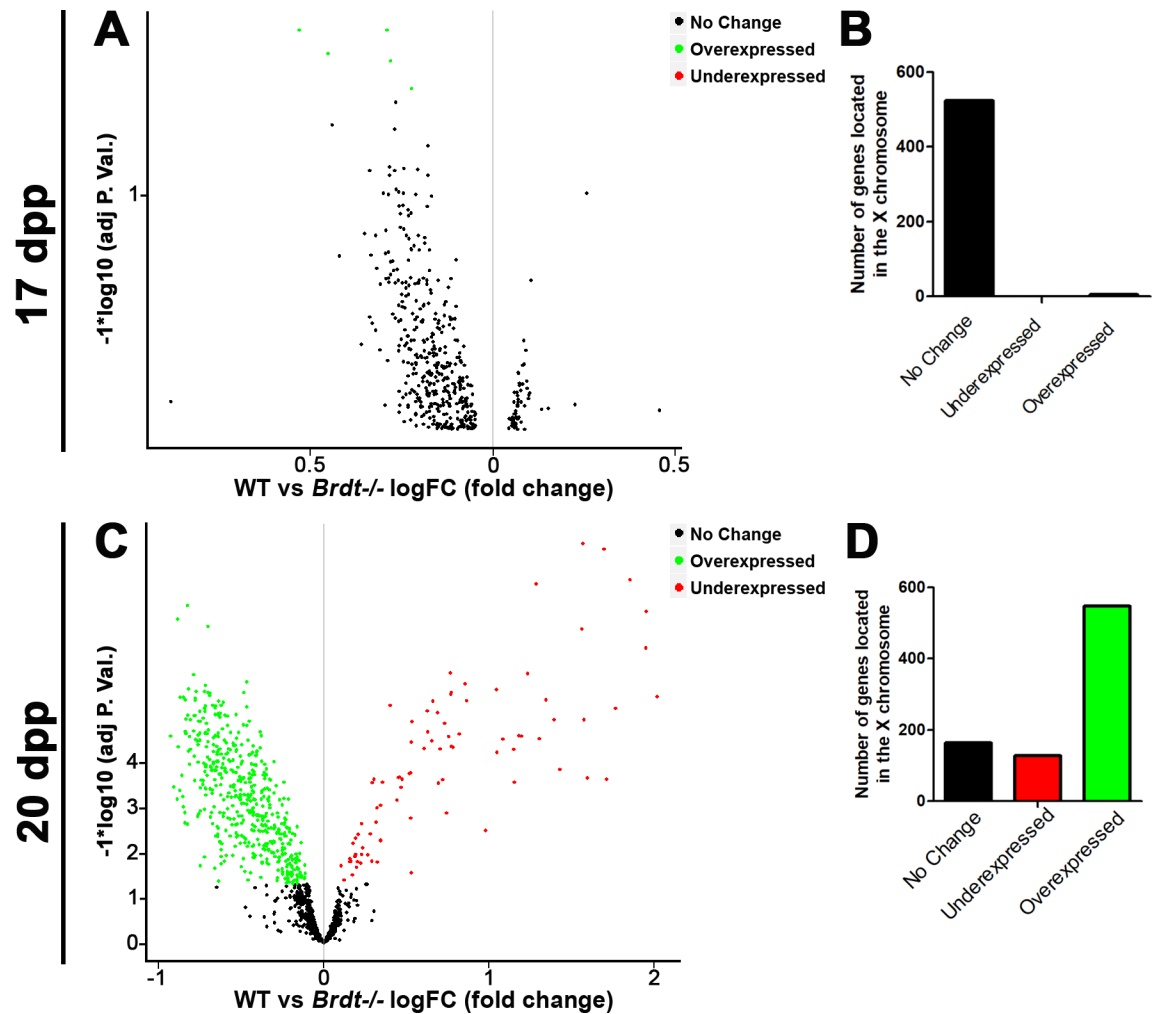 17 dpp
A
No Change
Overexpressed
Underexpressed
-1*log10 (adj P. Val.)
1
0.5
0
0.5
WT vs Brdt-/- logFC (fold change)
B
Number of genes located
in the X chromosome
600
400
200
0
No Change
Underexpressed
Overexpressed
20 dpp
C
No Change
Overexpressed
Underexpressed
-1*log10 (adj P. Val.)
4
3
2
1
0
-1
0
1
2
WT vs Brdt-/- logFC (fold change)
D
Number of genes located
in the X chromosome
600
400
200
0
No Change
Underexpressed
Overexpressed